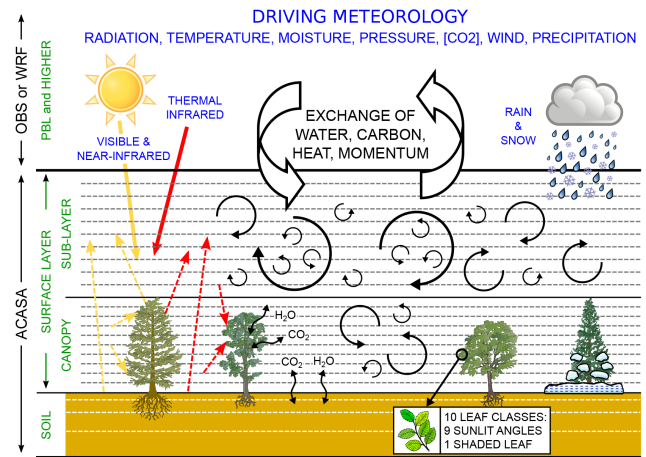 DRIVING METEOROLOGY
RADIATION, TEMPERATURE, MOISTURE, PRESSURE, [CO2], WIND, PRECIPITATION
OBS or WRF
PBL and HIGHER
THERMAL
INFRARED
VISIBLE &
NEAR-INFRARED
EXCHANGE OF
WATER, CARBON,
HEAT, MOMENTUM
RAIN
&
SNOW
ACASA
SURFACE LAYER
SUB-LAYER
CANOPY
SOIL
H2O
CO2
CO2
H2O
10 LEAF CLASSES:
9 SUNLIT ANGLES
1 SHADED LEAF